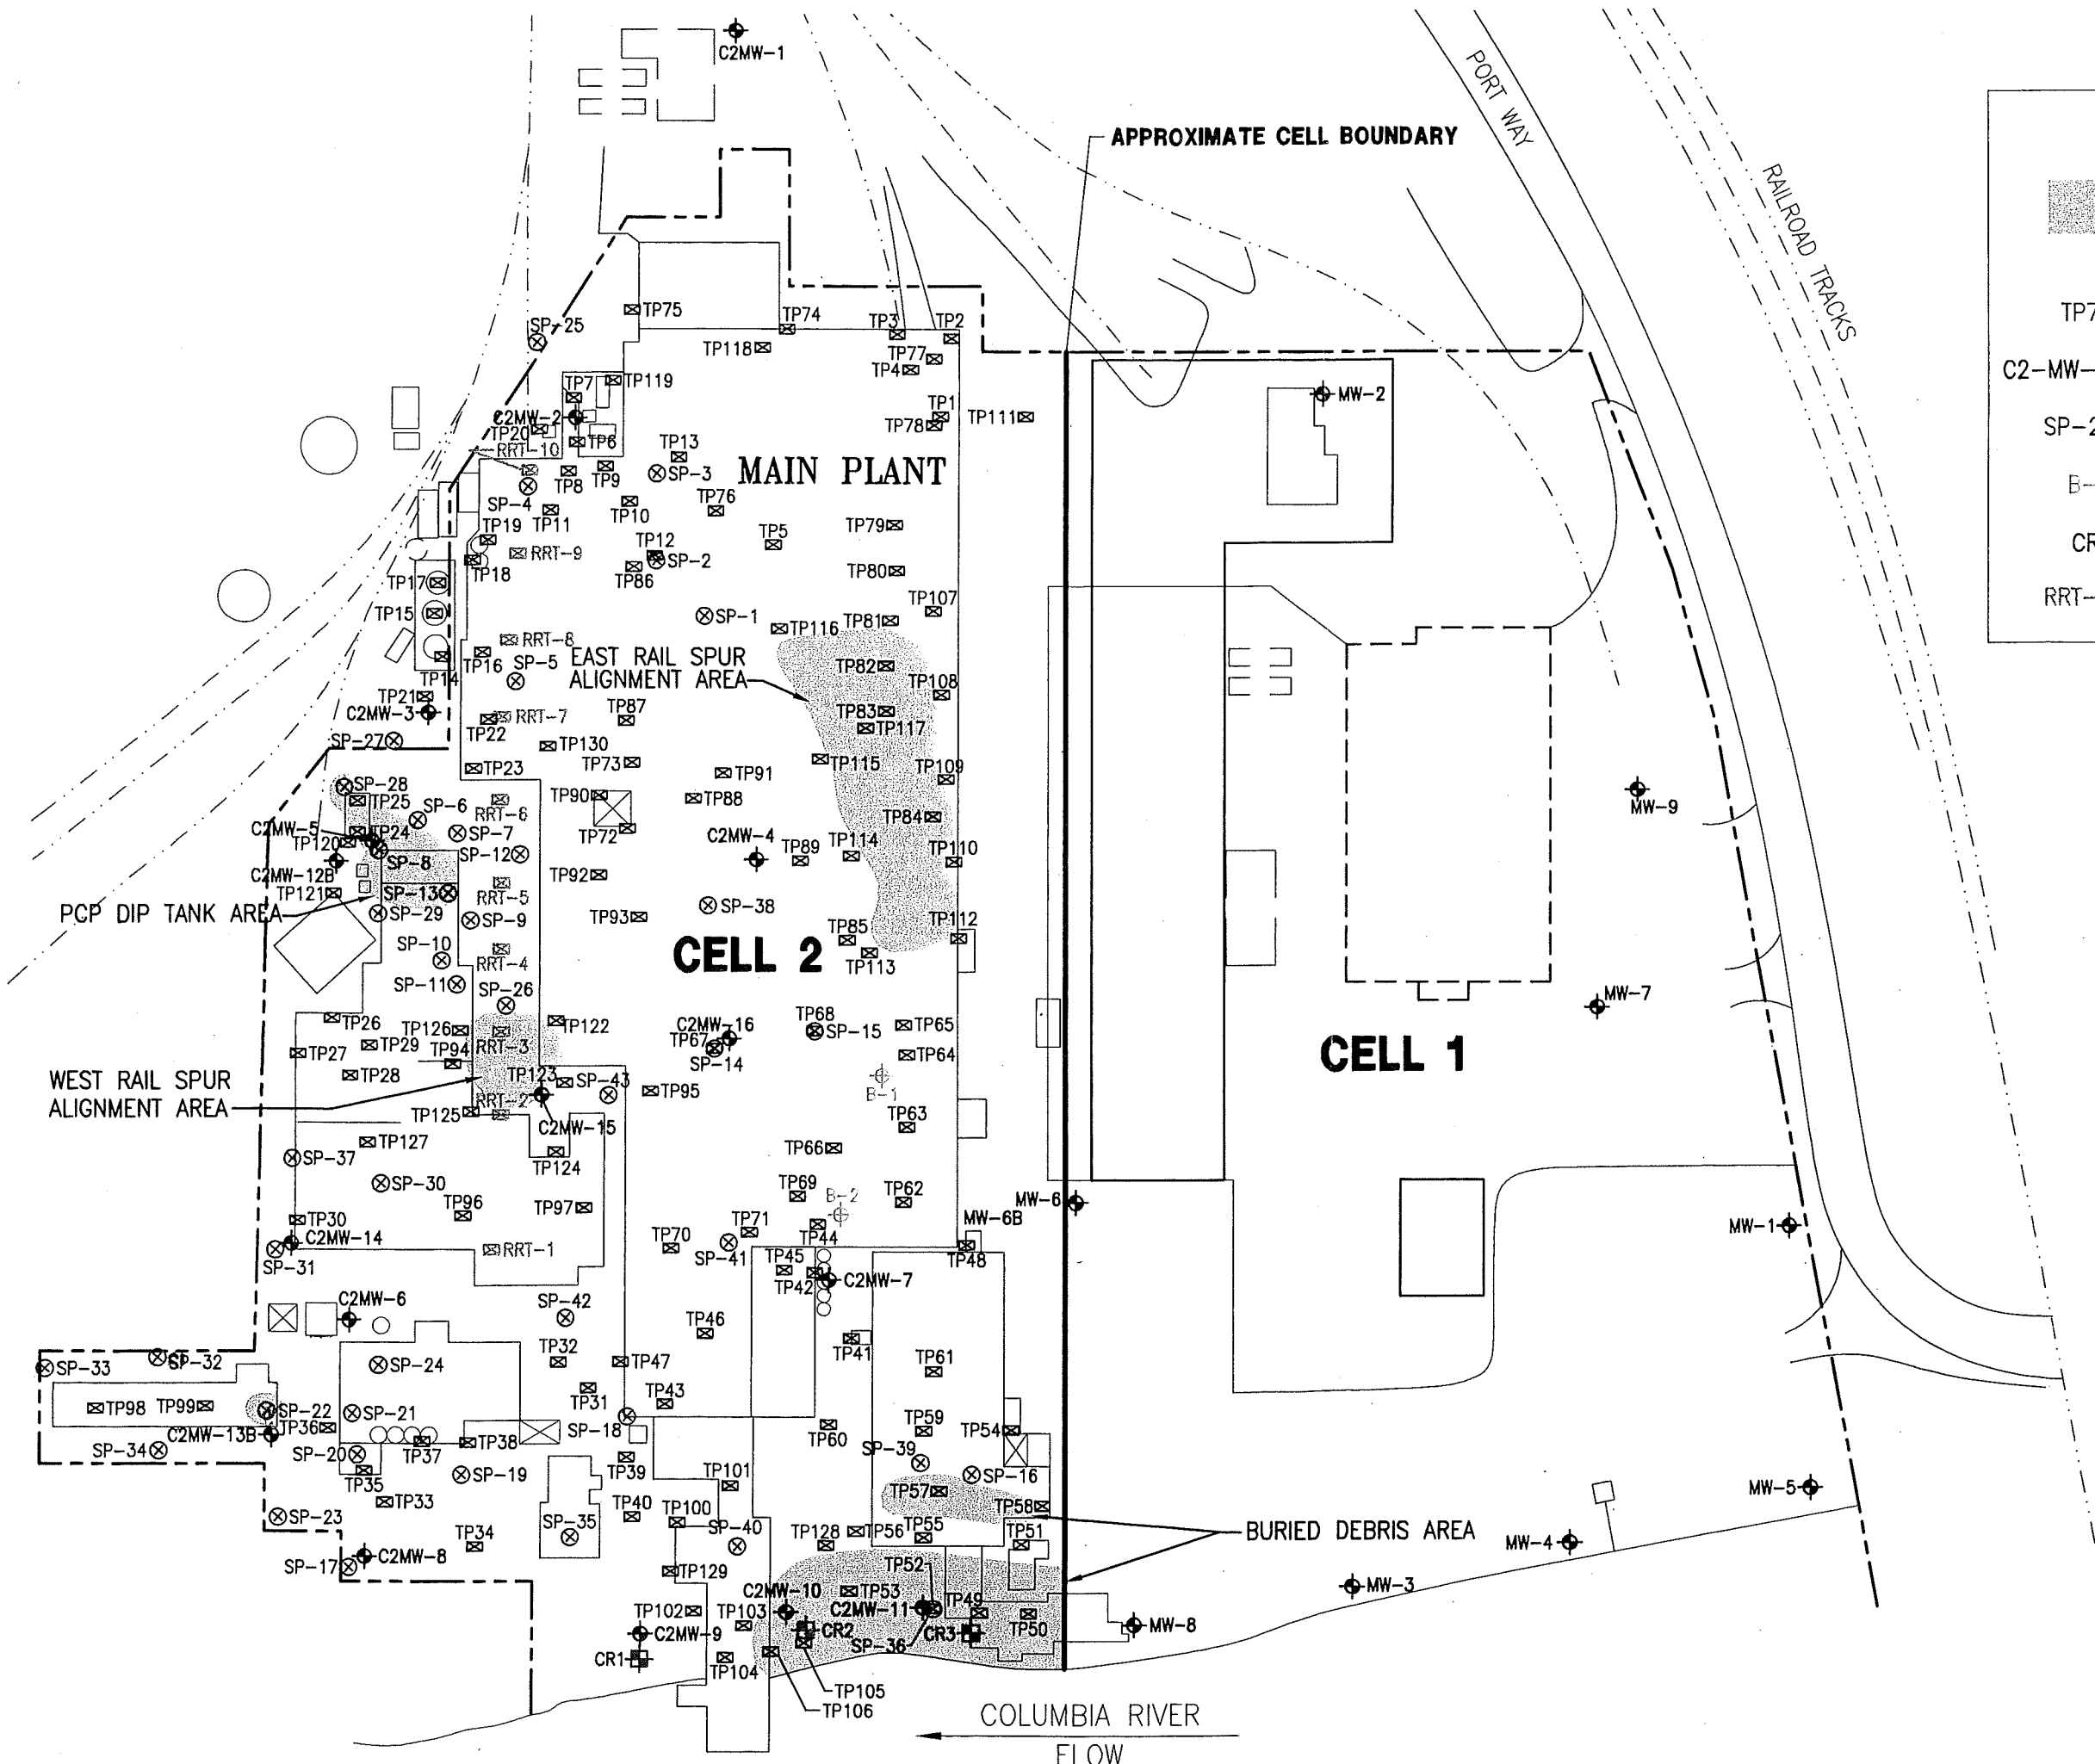 C2MW-1
PORT WAY
APPROXIMATE CELL BOUNDARY
RAILROAD TRACKS
TP75
TP74
TP3
TP2
SP-25
TP118
TP77
TP4
TP7
TP119
C2MW-2
MW-2
TP20
TP1
TP111
TP78
TP6
RRT-10
TP13
TP8
TP9
SP-3
MAIN PLANT
SP-4
TP11
TP10
TP76
TP19
TP79
TP5
RRT-9
TP12
SP-2
TP18
TP86
TP80
TP17
TP15
SP-1
TP107
TP81
TP116
RRT-8
TP16
SP-5
EAST RAIL SPUR
ALIGNMENT AREA
TP82
TP14
TP108
TP21
C2MW-3
TP83
RRT-7
TP87
TP22
TP117
SP-27
TP130
TP73
TP115
TP23
TP91
TP109
SP-28
TP25
SP-6
RRT-6
TP90
TP88
MW-9
TP84
C2MW-5
TP24
SP-7
TP72
C2MW-4
TP120
SP-12
TP89
TP114
TP110
SP-8
C2MW-12B
TP92
TP121
SP-13
RRT-5
PCP DIP TANK AREA
SP-29
SP-9
TP93
SP-38
TP112
SP-10
RRT-4
TP85
TP113
CELL 2
SP-11
SP-26
MW-7
TP26
TP126
TP122
C2MW-16
TP68
SP-15
TP65
TP27
TP29
RRT-3
TP67
SP-14
TP64
CELL 1
TP94
TP28
TP123
SP-43
TP95
B-1
WEST RAIL SPUR
ALIGNMENT AREA
RRT-2
TP125
C2MW-15
TP63
TP127
TP124
TP66
SP-37
SP-30
TP69
B-2
TP62
MW-6
TP96
TP97
TP30
C2MW-14
MW-6B
MW-1
TP71
TP70
TP44
RRT-1
SP-31
SP-41
TP45
TP48
TP42
C2MW-7
C2MW-6
SP-42
TP46
TP41
SP-33
SP-32
SP-24
TP32
TP47
TP61
TP31
TP43
TP98
TP99
SP-22
SP-21
SP-18
TP60
TP59
TP54
C2MW-13B
TP36
SP-34
SP-20
TP37
TP38
TP39
SP-39
SP-16
TP35
SP-19
TP101
TP57
MW-5
TP33
TP58
SP-23
TP40
TP100
SP-35
SP-40
TP128
TP56
TP55
TP51
BURIED DEBRIS AREA
TP34
C2MW-8
SP-17
MW-4
TP129
TP52
C2MW-10
TP53
MW-3
C2MW-11
TP49
TP102
TP103
TP50
MW-8
C2MW-9
CR2
CR3
SP-36
CR1
TP104
TP105
TP106
COLUMBIA RIVER
FLOW
TP7
C2-MW-
SP-2
B-
CR
RRT-